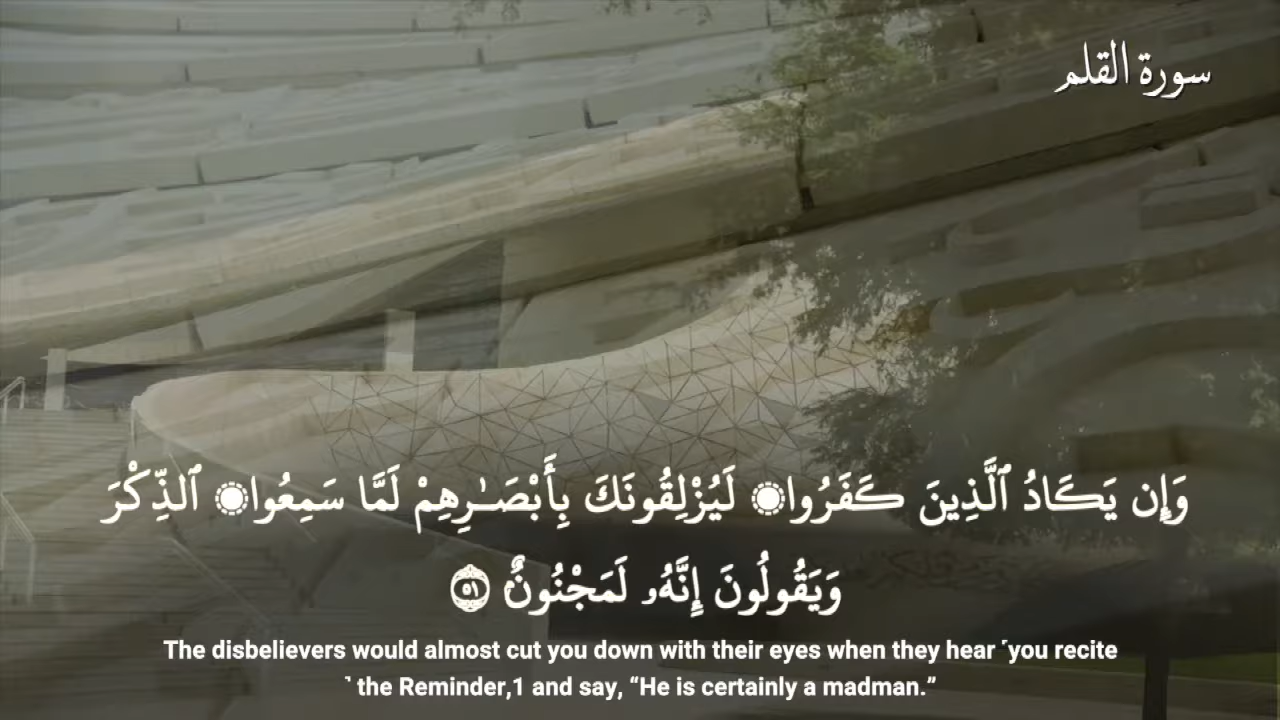 سورة القلم
وَإِن يَكَادُ ٱلَّذِينَ كَفَرُوا۟ لَيُزْلِقُونَكَ بِأَبْصَـٰرِهِمْ لَمَّا سَمِعُوا۟ ٱلذِّكْرَ
وَيَقُولُونَ إِنَّهُۥ لَمَجْنُونٌ ٥١
The disbelievers would almost cut you down with their eyes when they hear ˹you recite
˺ the Reminder,1 and say, “He is certainly a madman.”